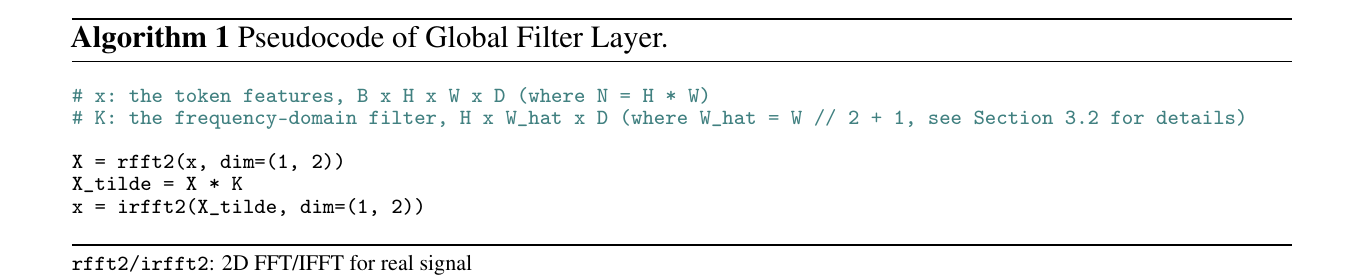 Algorithm 1 Pseudocode of Global Filter Layer.
# x: the token features, B x H x W x D (where N = H * W)
# K: the frequency-domain filter, H x W_hat x D (where W_hat = W // 2 + 1, see Section 3.2 for details)
X = rfft2(x, dim=(1, 2))
X_tilde = X * K
x = irfft2(X_tilde, dim=(1, 2))
rfft2/irfft2: 2D FFT/IFFT for real signal